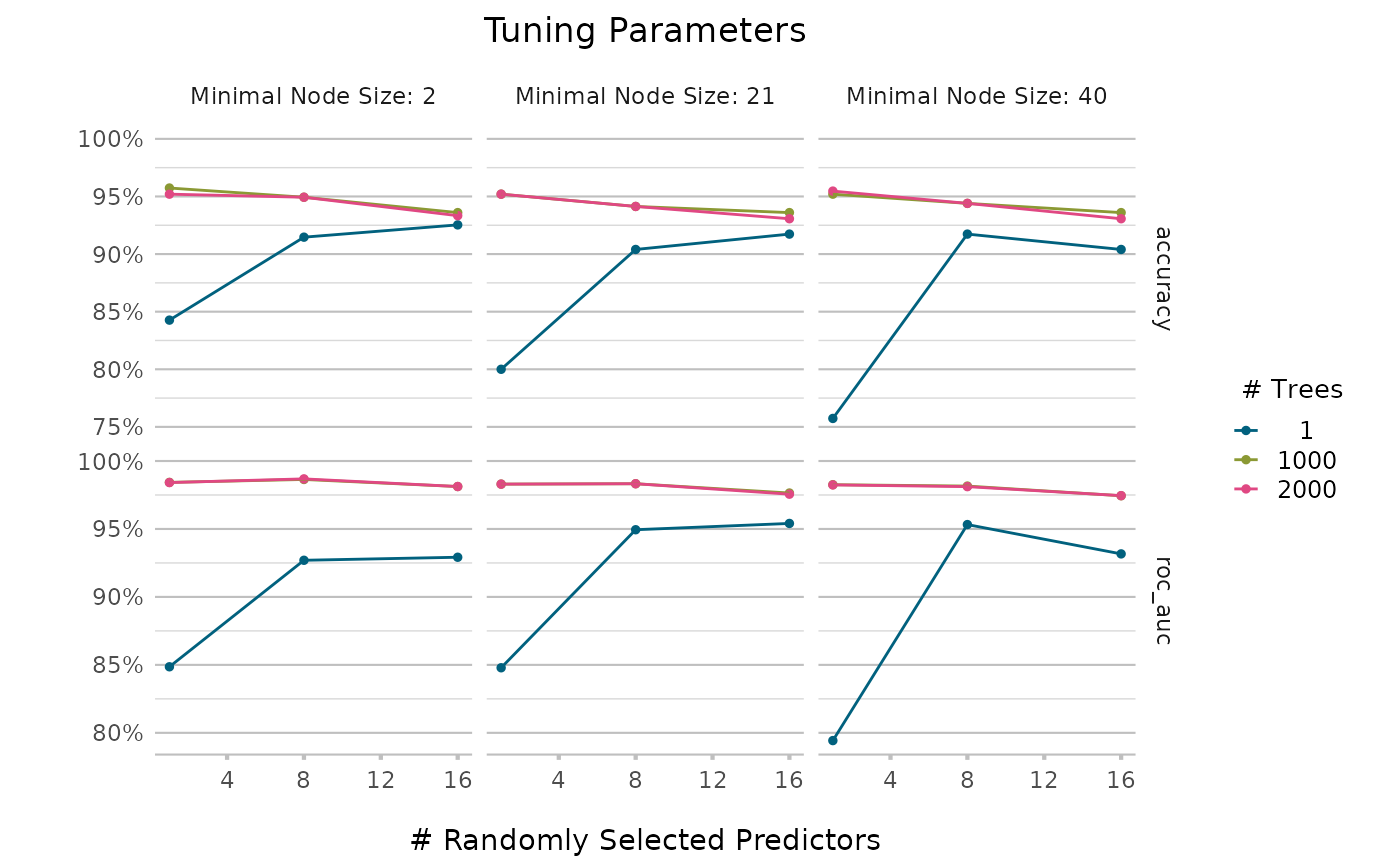 Tuning Parameters
Minimal Node Size: 2
Minimal Node Size: 21
Minimal Node Size: 40
100%
95%
90%
85%
80%
75%
accuracy
100%
95%
90%
85%
80%
roc_auc
4 8 12 16
4 8 12 16
4 8 12 16
# Randomly Selected Predictors
# Trees
1
1000
2000